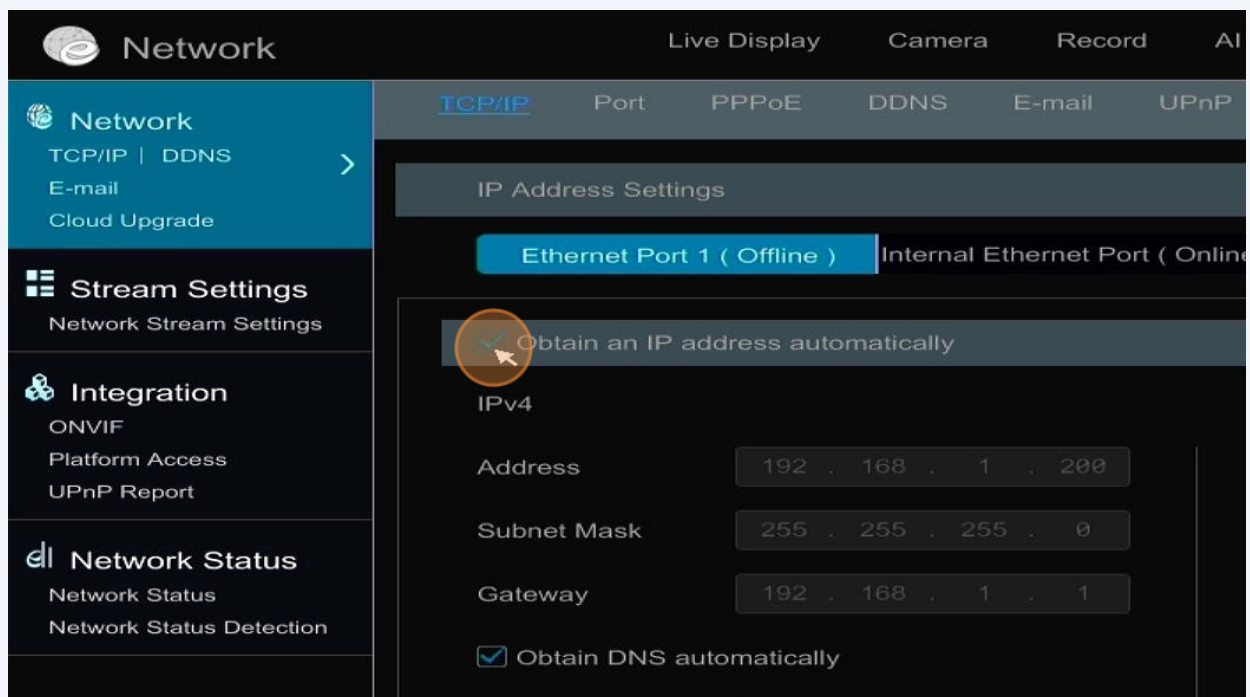 Network
Live Display Camera Record AI
Network
TCP/IP | DDNS
E-mail
Cloud Upgrade
Stream Settings
Network Stream Settings
Integration
ONVIF
Platform Access
UPnP Report
Network Status
Network Status
Network Status Detection
TCP/IP Port PPPoE DDNS E-mail UPnP
IP Address Settings
Ethernet Port 1 ( Offline ) Internal Ethernet Port ( Online
Obtain an IP address automatically
IPv4
Address 192 . 168 . 1 . 200
Subnet Mask 255 . 255 . 255 . 0
Gateway 192 . 168 . 1 . 1
Obtain DNS automatically